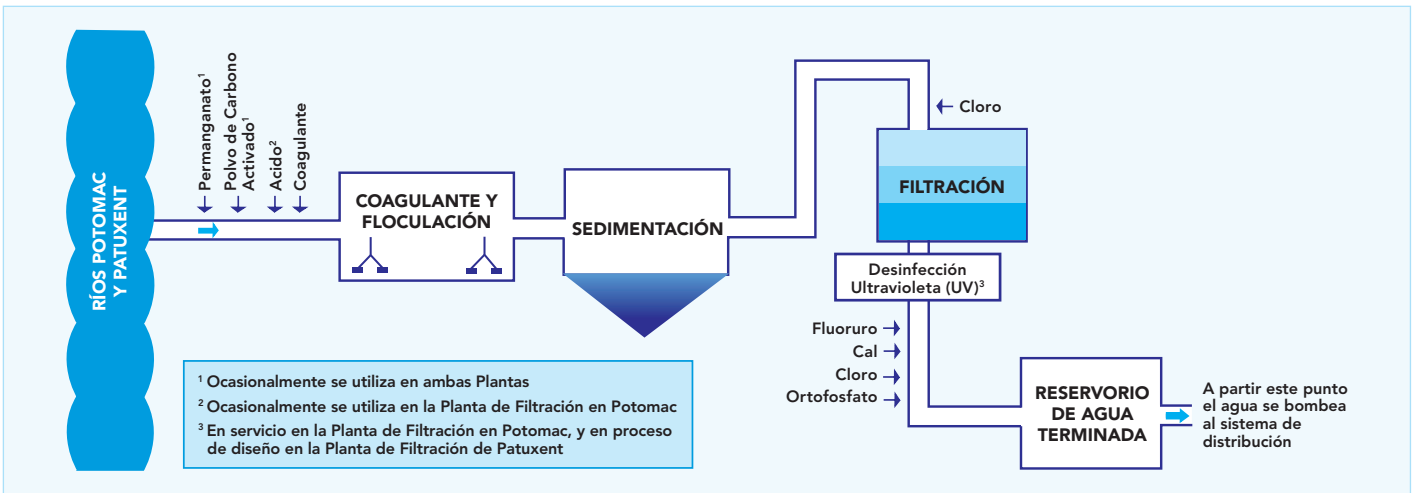 RÍOS POTOMAC
Y PATUXENT
Permanganato¹
Polvo de Carbono
Activado¹
Acido²
Coagulante
COAGULANTE Y
FLOCULACIÓN
SEDIMENTACIÓN
Cloro
FILTRACIÓN
Desinfección
Ultravioleta (UV)³
Fluoruro
Cal
Cloro
Ortofosfato
RESERVORIO
DE AGUA
TERMINADA
A partir este punto
el agua se bombea
al sistema de
distribución
¹ Ocasionalmente se utiliza en ambas Plantas
² Ocasionalmente se utiliza en la Planta de Filtración en Potomac
³ En servicio en la Planta de Filtración en Potomac, y en proceso
de diseño en la Planta de Filtración de Patuxent